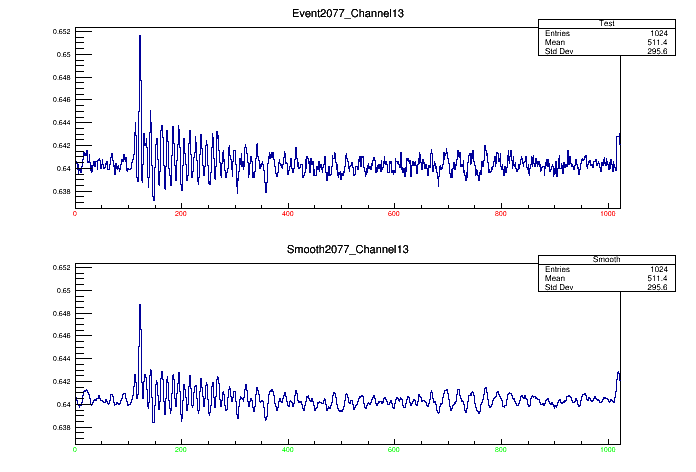 Event2077_Channel13
Test
Entries 1024
Mean 511.4
Std Dev 295.6
0.652
0.65
0.648
0.646
0.644
0.642
0.64
0.638
0 200 400 600 800 1000
Smooth2077_Channel13
Smooth
Entries 1024
Mean 511.4
Std Dev 295.6
0.652
0.65
0.648
0.646
0.644
0.642
0.64
0.638
0 200 400 600 800 1000